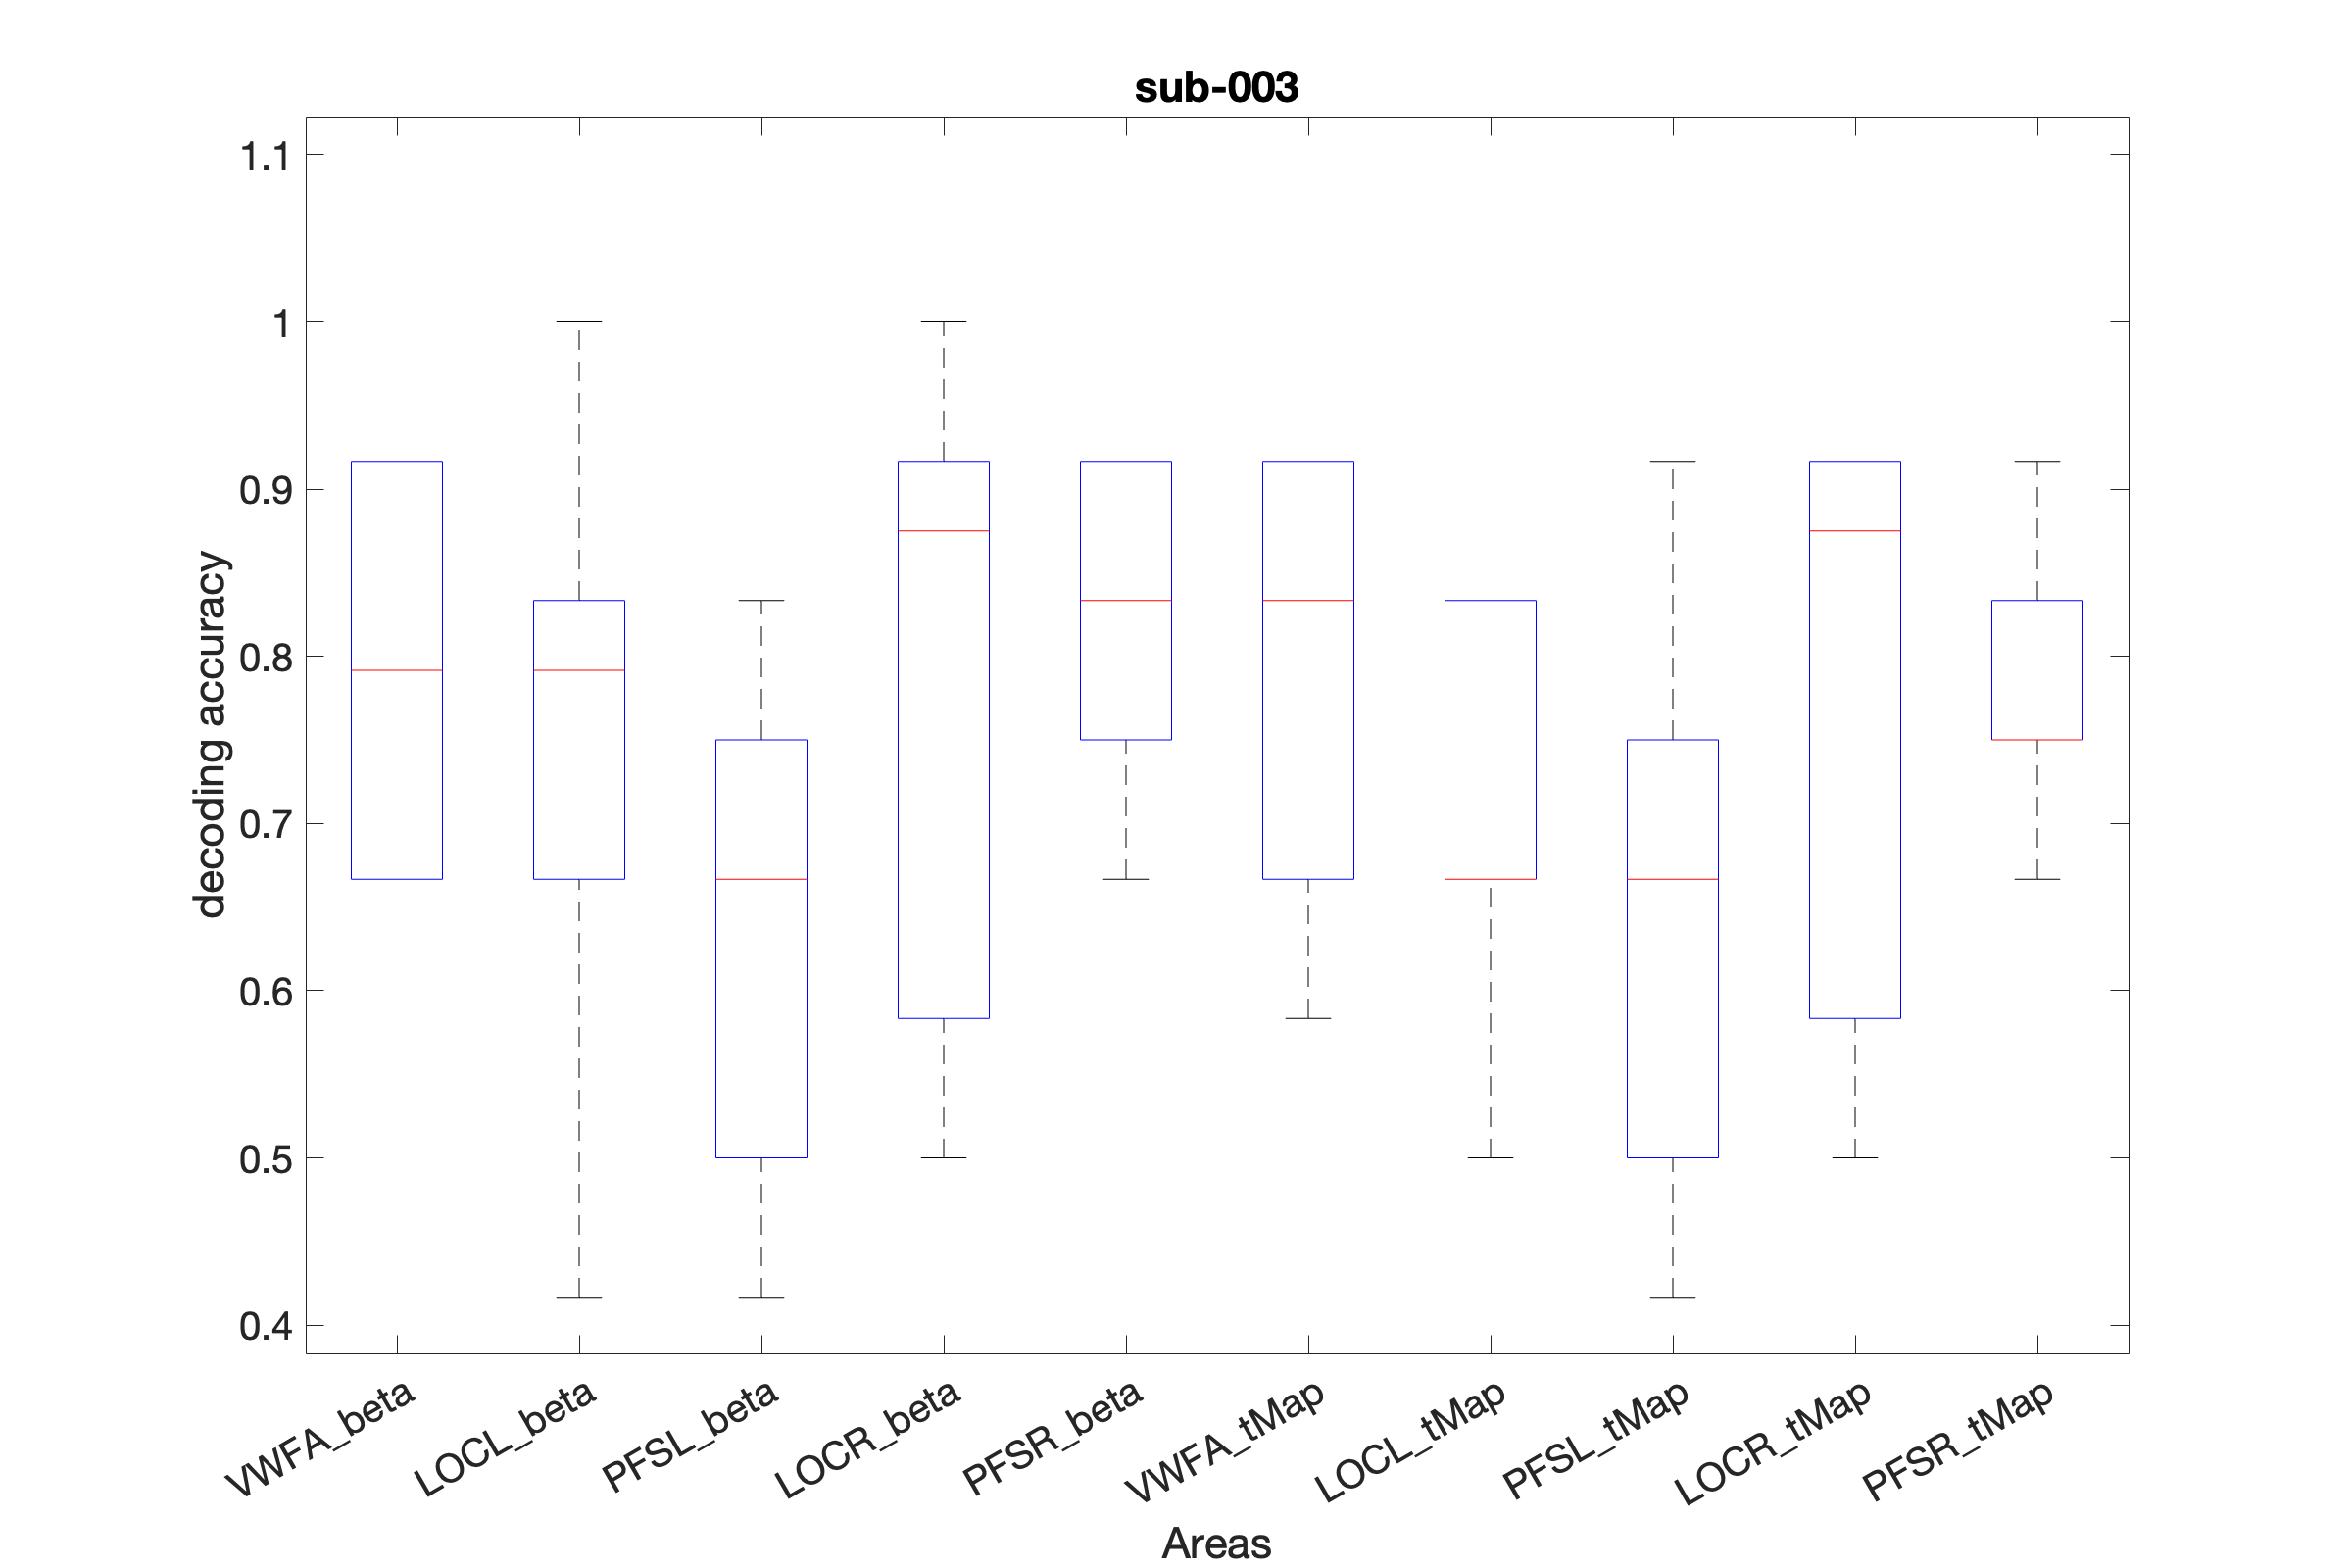 sub-003
1.1
1
0.9
0.8
0.7
0.6
0.5
0.4
decoding accuracy
VWFA_beta
LOCL_beta
PFSL_beta
LOCR_beta
PFSR_beta
VWFA_tMap
LOCL_tMap
PFSL_tMap
LOCR_tMap
PFSR_tMap
Areas